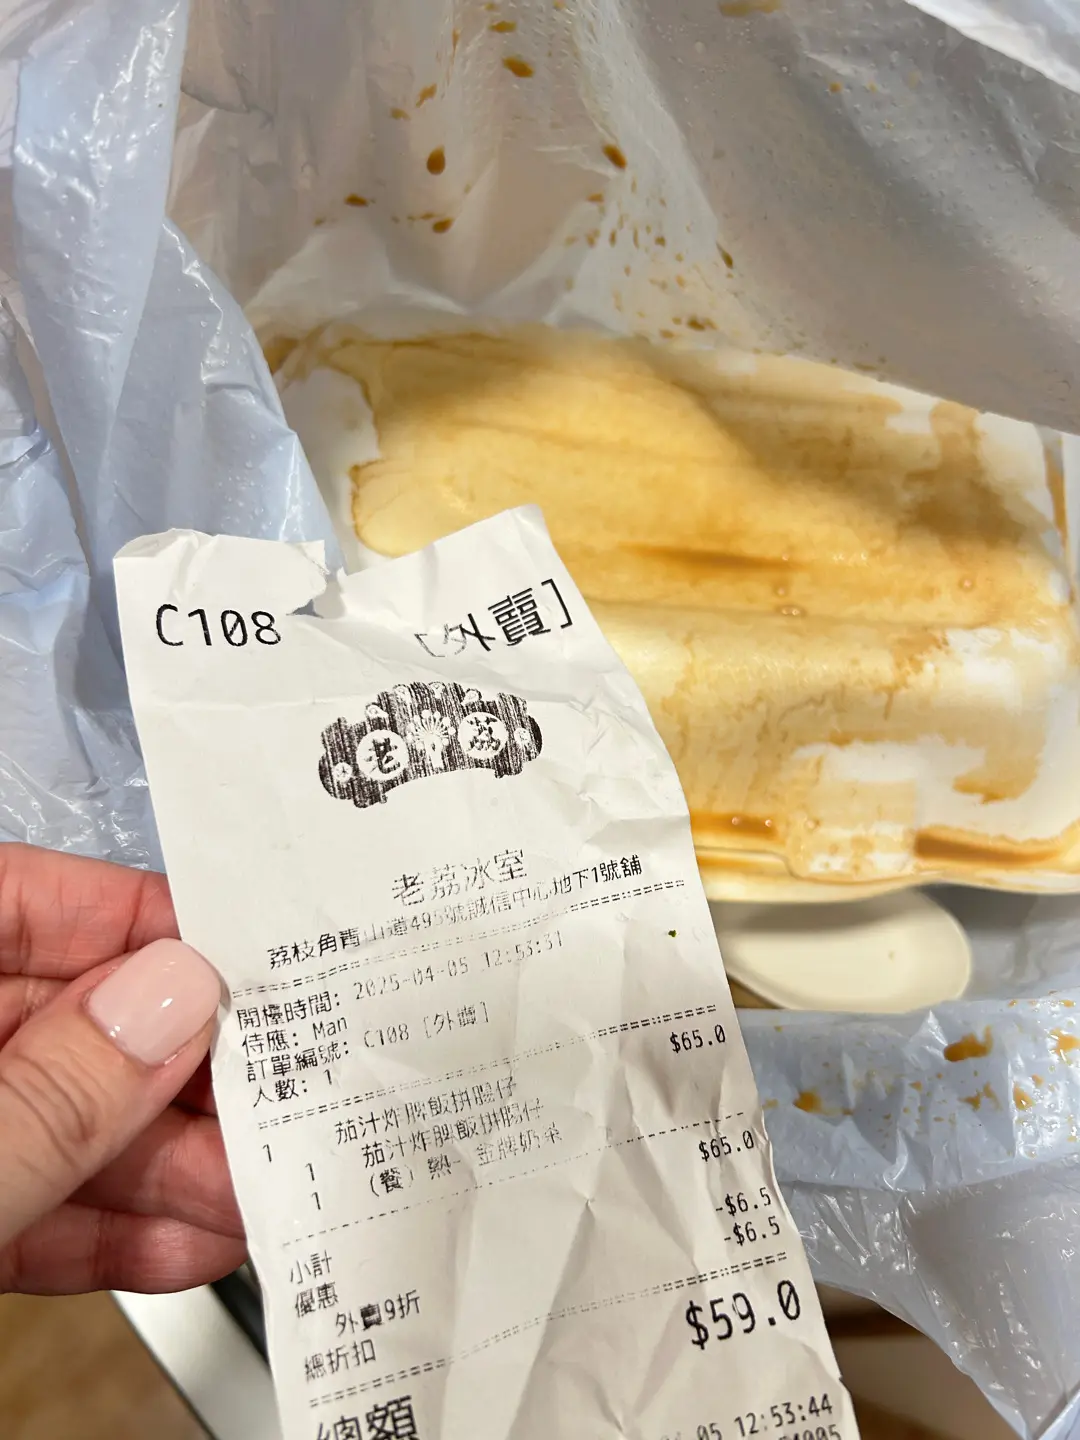 C108 [外賣]
老荔
老荔冰室
荔枝角青山道495號誠信中心地下1號舖
開檯時間: 2025-04-05 12:53:31
侍應: Man
訂單編號: C108 [外賣]
人數: 1
$65.0
1 茄汁炸脾飯拼腸仔
1 茄汁炸脾飯拼腸仔
1 (餐) 熱- 金牌奶茶
小計 $65.0
優惠
外賣9折 -$6.5
總折扣 -$6.5
總額 $59.0
05 12:53:44